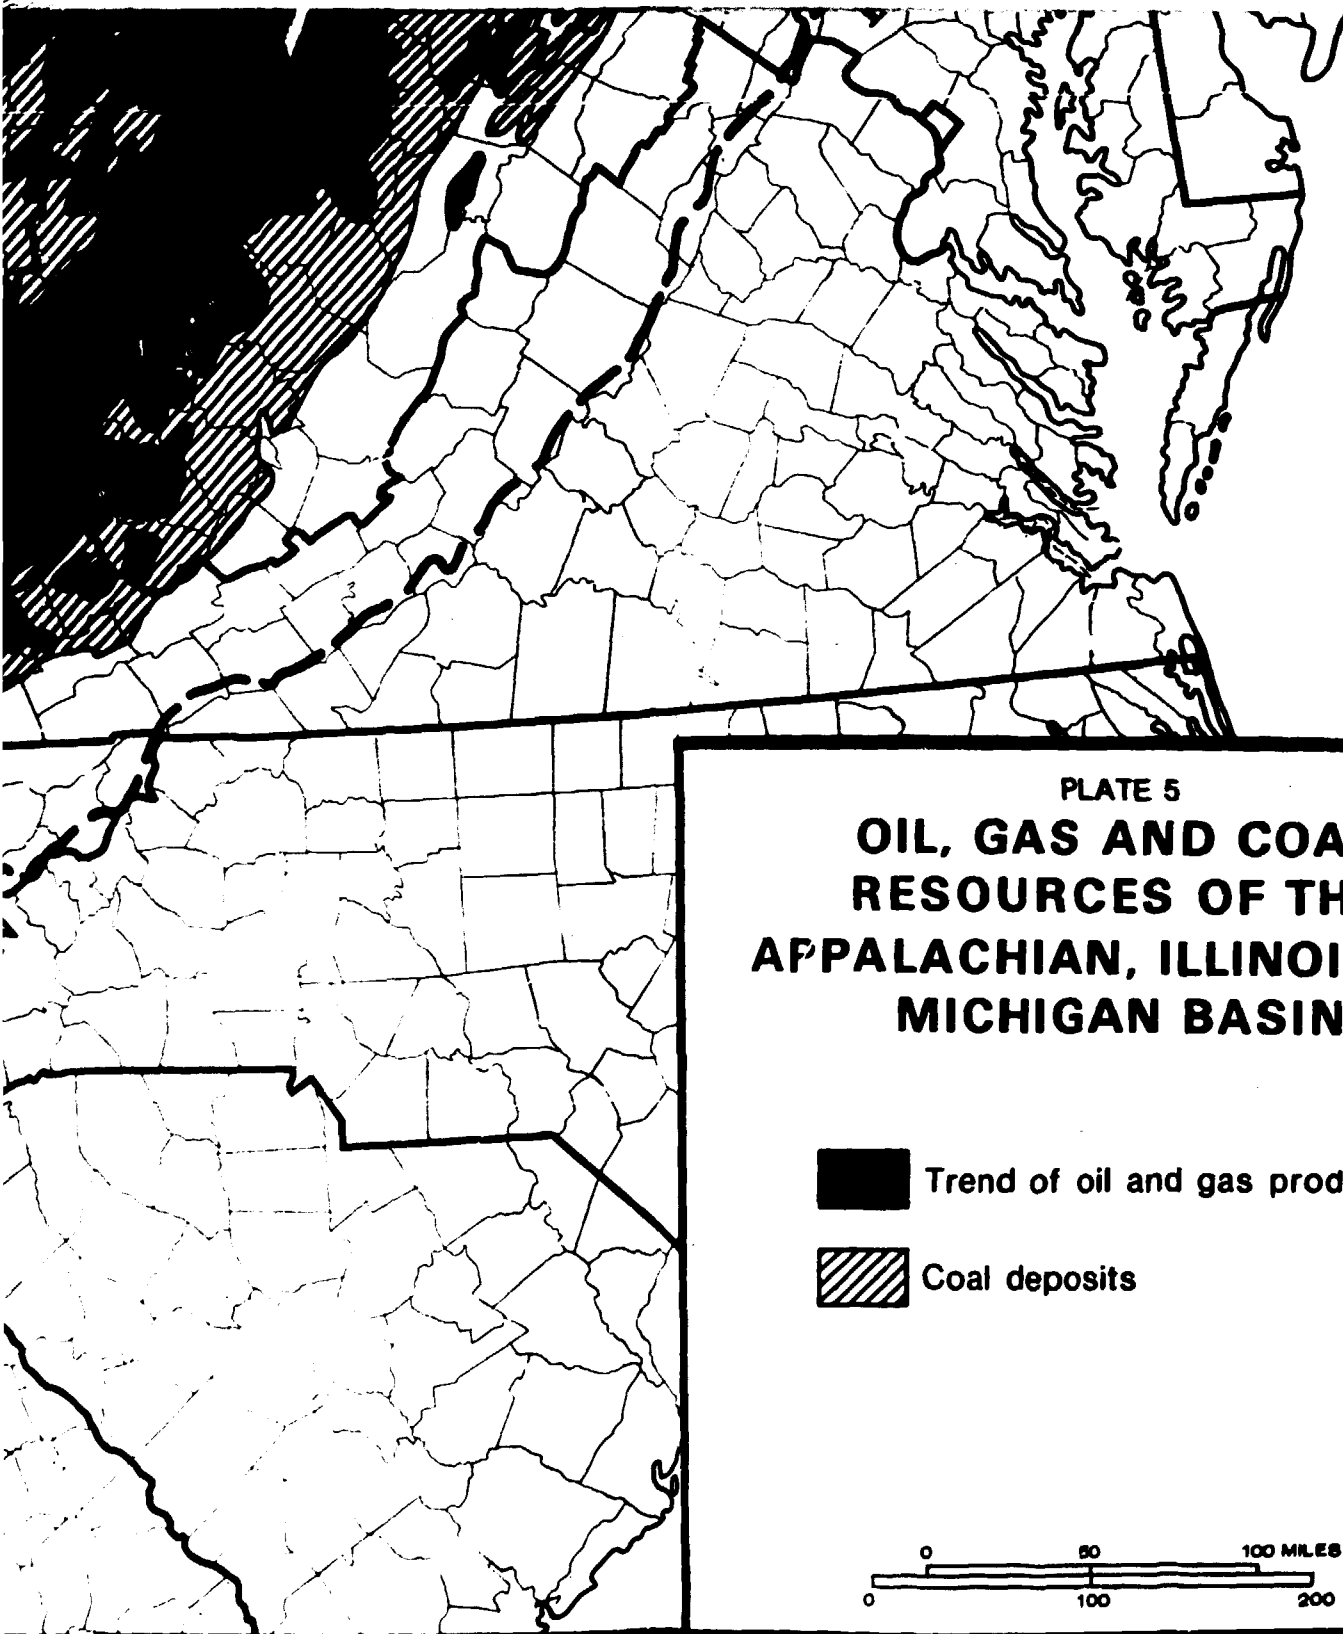 PLATE 5
OIL, GAS AND COA
RESOURCES OF TH
APPALACHIAN, ILLINOI
MICHIGAN BASIN
Trend of oil and gas prod
Coal deposits
0 50 100 MILES
0 100 200